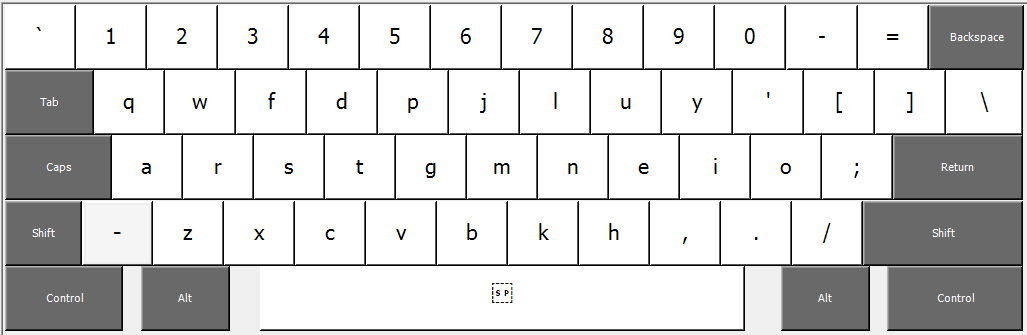 ` 1 2 3 4 5 6 7 8 9 0 - = Backspace
Tab q w f d p j l u y ' [ ] \
Caps a r s t g m n e i o ; Return
Shift - z x c v b k h , . / Shift
Control Alt SP Alt Control